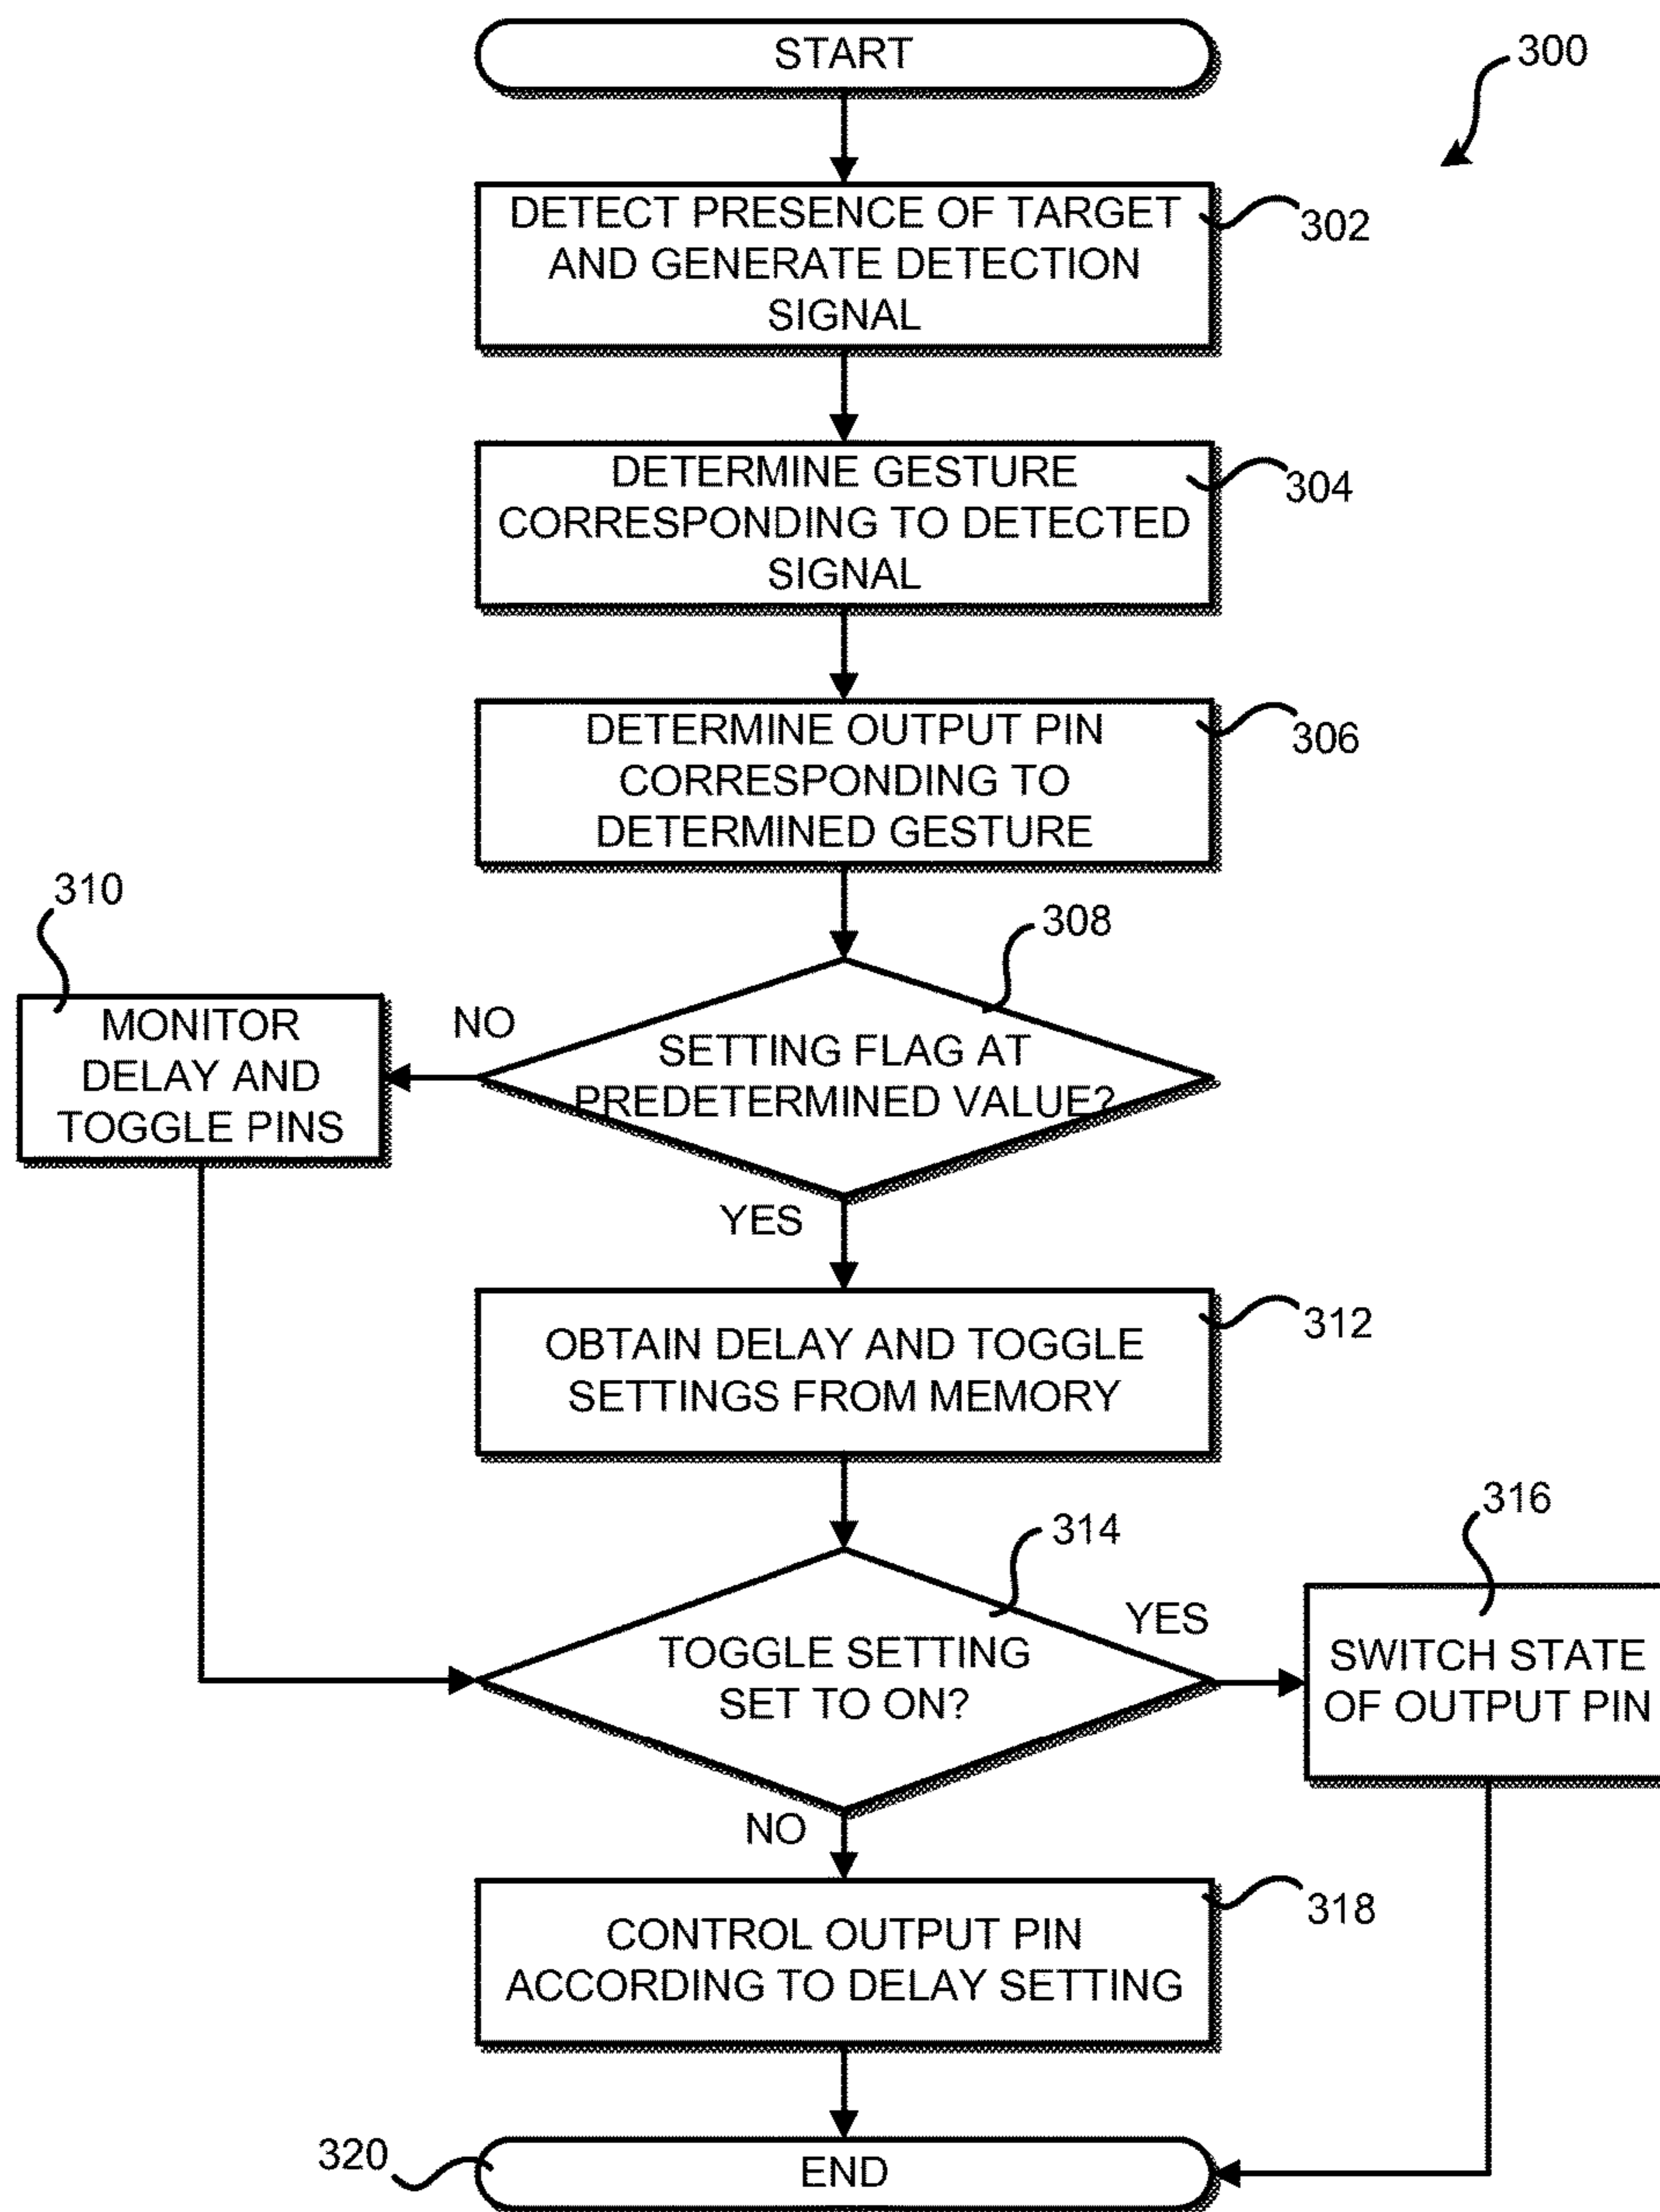 START
300
DETECT PRESENCE OF TARGET
AND GENERATE DETECTION
SIGNAL
302
DETERMINE GESTURE
CORRESPONDING TO DETECTED
SIGNAL
304
DETERMINE OUTPUT PIN
CORRESPONDING TO
DETERMINED GESTURE
306
308
SETTING FLAG AT
PREDETERMINED VALUE?
NO
310
MONITOR
DELAY AND
TOGGLE PINS
YES
OBTAIN DELAY AND TOGGLE
SETTINGS FROM MEMORY
312
314
TOGGLE SETTING
SET TO ON?
YES
316
SWITCH STATE
OF OUTPUT PIN
NO
CONTROL OUTPUT PIN
ACCORDING TO DELAY SETTING
318
320
END